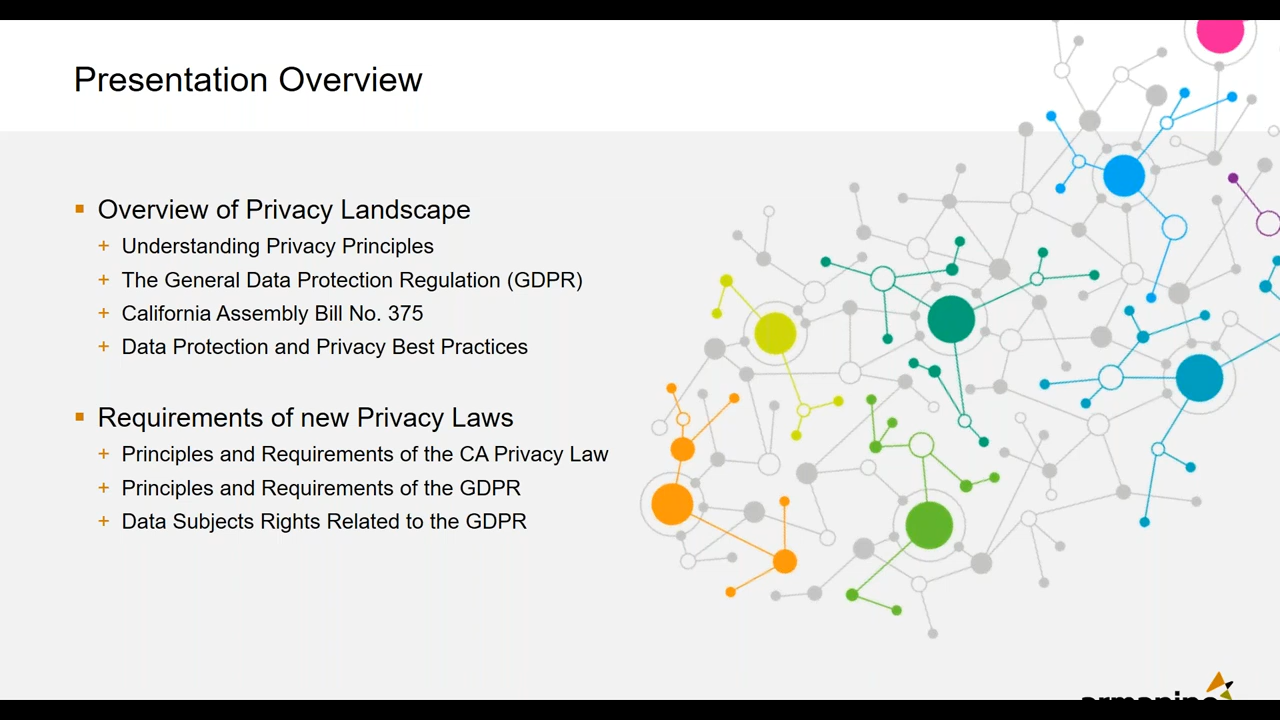 Presentation Overview
Overview of Privacy Landscape
+ Understanding Privacy Principles
+ The General Data Protection Regulation (GDPR)
+ California Assembly Bill No. 375
+ Data Protection and Privacy Best Practices
Requirements of new Privacy Laws
+ Principles and Requirements of the CA Privacy Law
+ Principles and Requirements of the GDPR
+ Data Subjects Rights Related to the GDPR
armanino